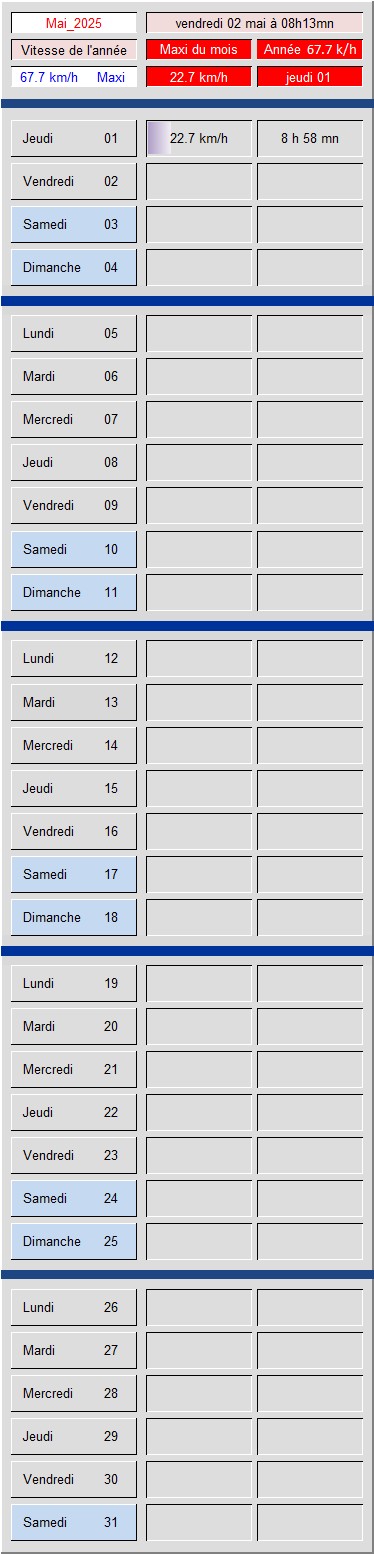 Mai_2025 vendredi 02 mai à 08h13mn
Vitesse de l'année Maxi du mois Année 67.7 k/h
67.7 km/h Maxi 22.7 km/h jeudi 01
Jeudi 01 22.7 km/h 8 h 58 mn
Vendredi 02
Samedi 03
Dimanche 04
Lundi 05
Mardi 06
Mercredi 07
Jeudi 08
Vendredi 09
Samedi 10
Dimanche 11
Lundi 12
Mardi 13
Mercredi 14
Jeudi 15
Vendredi 16
Samedi 17
Dimanche 18
Lundi 19
Mardi 20
Mercredi 21
Jeudi 22
Vendredi 23
Samedi 24
Dimanche 25
Lundi 26
Mardi 27
Mercredi 28
Jeudi 29
Vendredi 30
Samedi 31